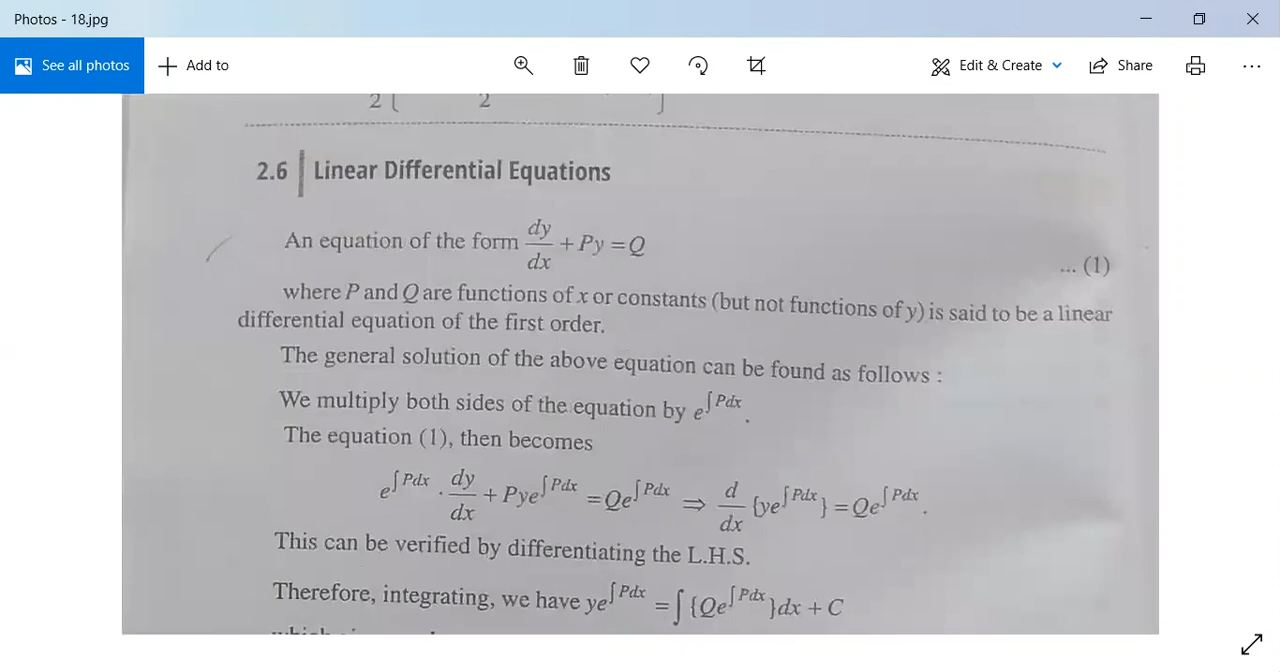 Photos - 18.jpg
See all photos
Add to
Edit & Create
Share
2 [ 2 ]
2.6 Linear Differential Equations
An equation of the form dy/dx + Py = Q
... (1)
where P and Q are functions of x or constants (but not functions of y) is said to be a linear
differential equation of the first order.
The general solution of the above equation can be found as follows :
We multiply both sides of the equation by e^∫Pdx.
The equation (1), then becomes
e^∫Pdx · dy/dx + Pye^∫Pdx = Qe^∫Pdx ⇒ d/dx {ye^∫Pdx} = Qe^∫Pdx.
This can be verified by differentiating the L.H.S.
Therefore, integrating, we have ye^∫Pdx = ∫{Qe^∫Pdx}dx + C